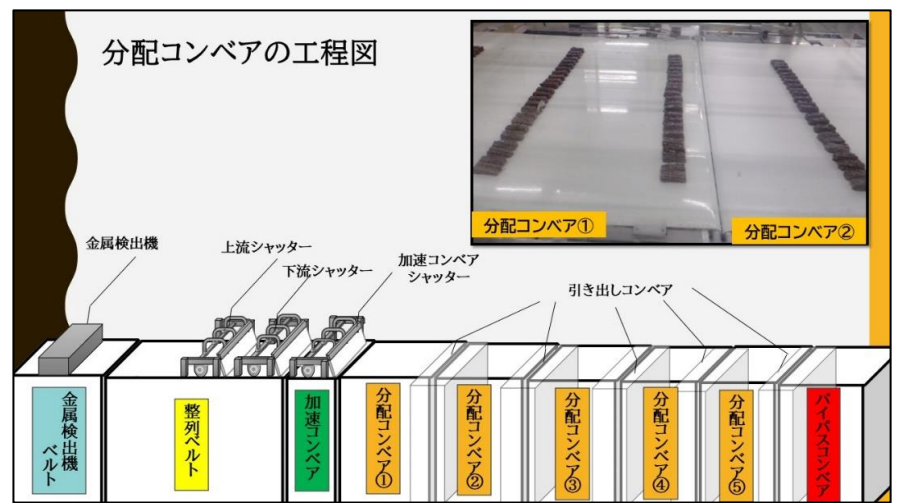 分配コンベアの工程図
分配コンベア①
分配コンベア②
金属検出機
上流シャッター
下流シャッター
加速コンベア
シャッター
引き出しコンベア
金属検出機
ベルト
整列ベルト
加速コンベア
分配コンベア①
分配コンベア②
分配コンベア③
分配コンベア④
分配コンベア⑤
バイパスコンベア